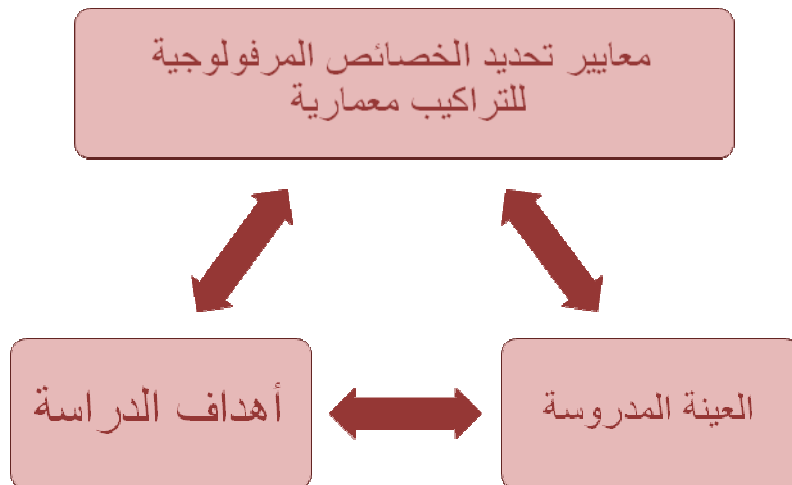 معايير تحديد الخصائص المرفولوجية
للتراكيب معمارية
العينة المدروسة
أهداف الدراسة